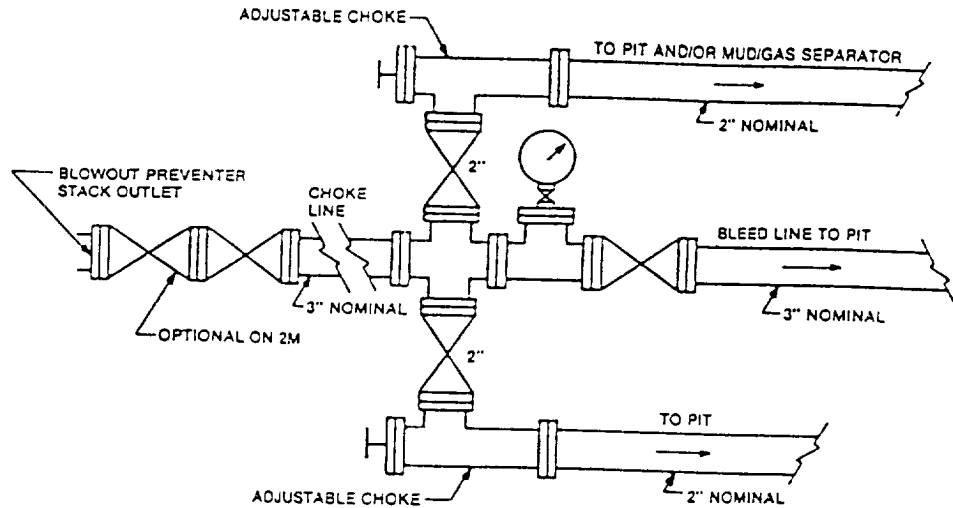 ADJUSTABLE CHOKE
TO PIT AND/OR MUD/GAS SEPARATOR
2" NOMINAL
2"
BLOWOUT PREVENTER
STACK OUTLET
CHOKE
LINE
BLEED LINE TO PIT
3" NOMINAL
3" NOMINAL
OPTIONAL ON 2M
2"
TO PIT
ADJUSTABLE CHOKE
2" NOMINAL